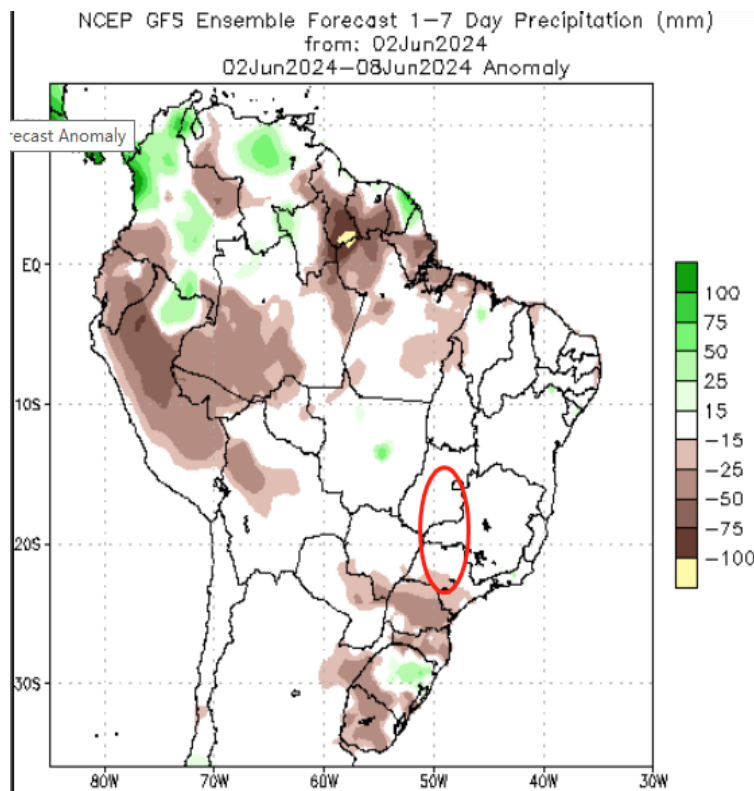 NCEP GFS Ensemble Forecast 1-7 Day Precipitation (mm)
from: 02Jun2024
02Jun2024-08Jun2024 Anomaly
recast Anomaly
EQ
10S
20S
30S
80W
70W
60W
50W
40W
30W
100
75
50
25
15
-15
-25
-50
-75
-100